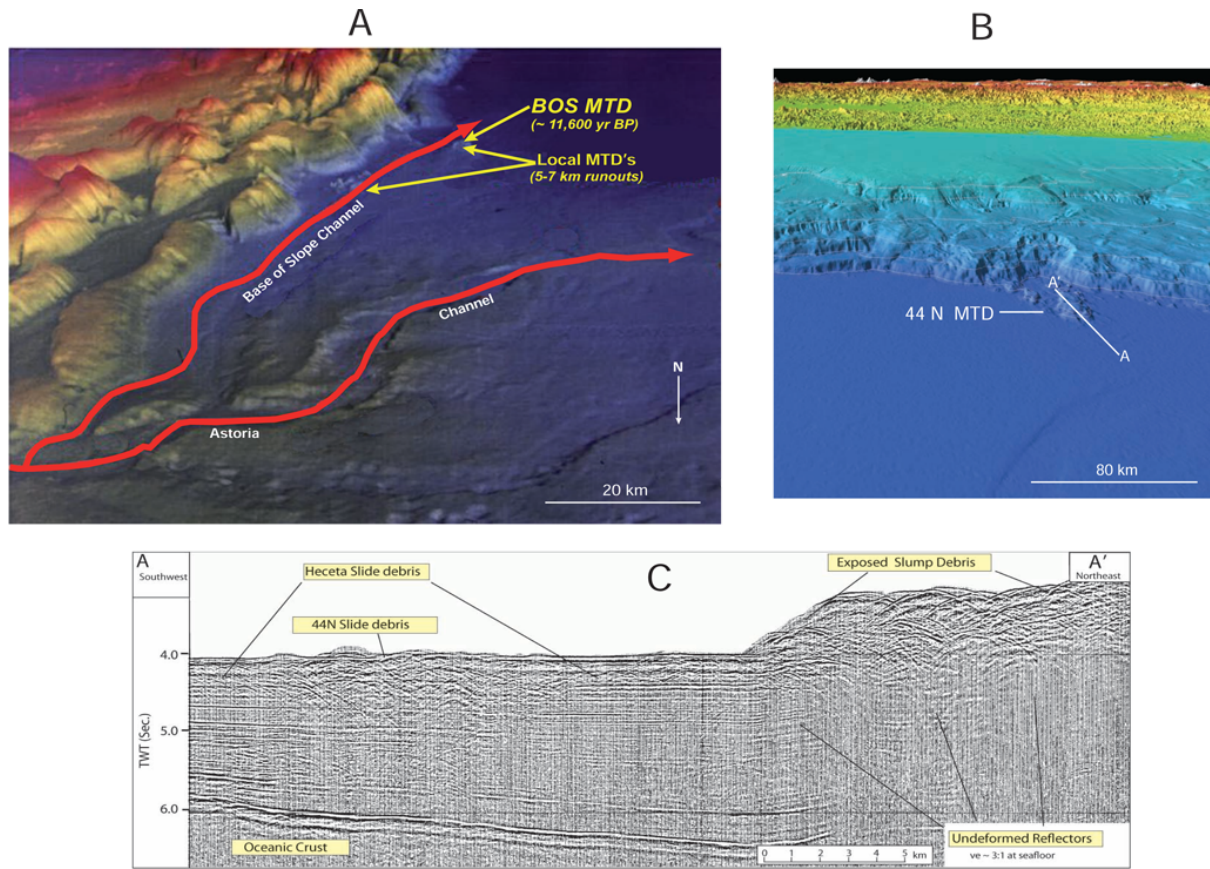 A
BOS MTD
(~ 11,600 yr BP)
Local MTD's
(5-7 km runouts)
Base of Slope Channel
Channel
Astoria
N
20 km
B
A'
44 N MTD
A
80 km
C
A
Southwest
Heceta Slide debris
44N Slide debris
Exposed Slump Debris
A'
Northeast
4.0
5.0
6.0
TWT (Sec.)
Oceanic Crust
0 1 2 3 4 5 km
Undeformed Reflectors
ve ~ 3:1 at seafloor